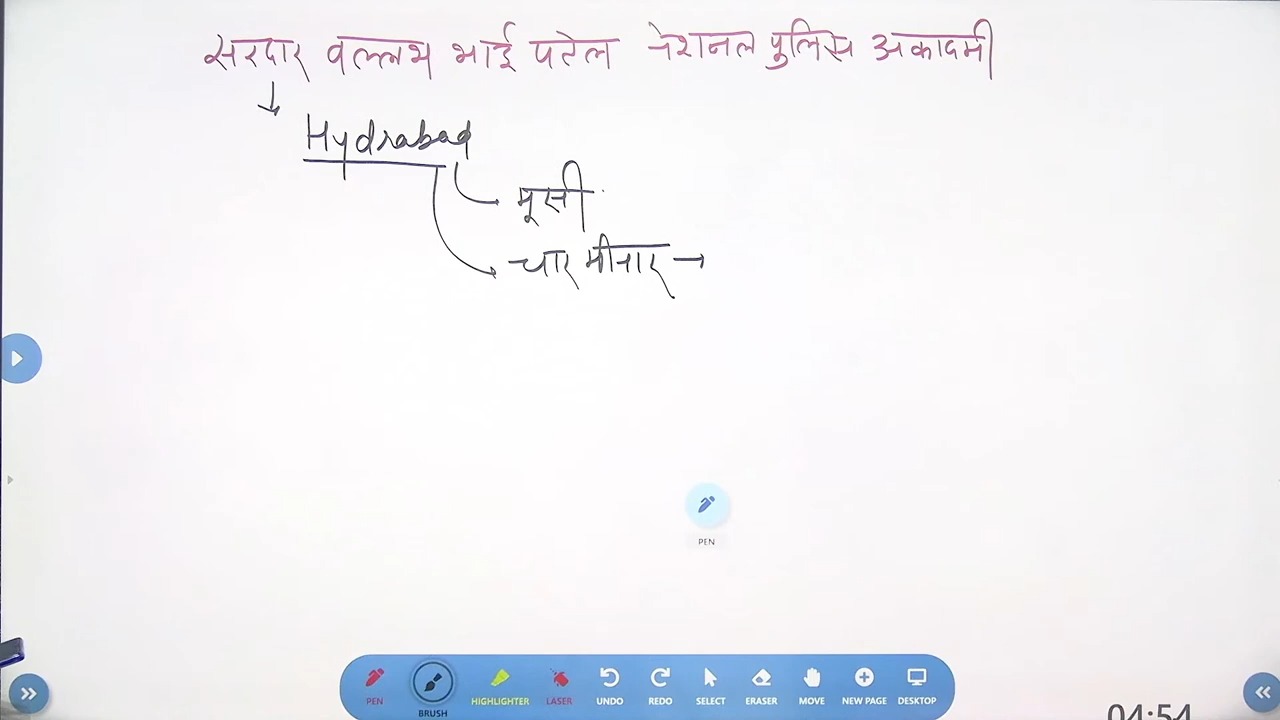 सरदार वल्लभ भाई पटेल नेशनल पुलिस अकादमी
Hydrabad
मूसी
चार मीनार →
PEN
PEN
BRUSH
HIGHLIGHTER
LASER
UNDO
REDO
SELECT
ERASER
MOVE
NEW PAGE
DESKTOP
04:54